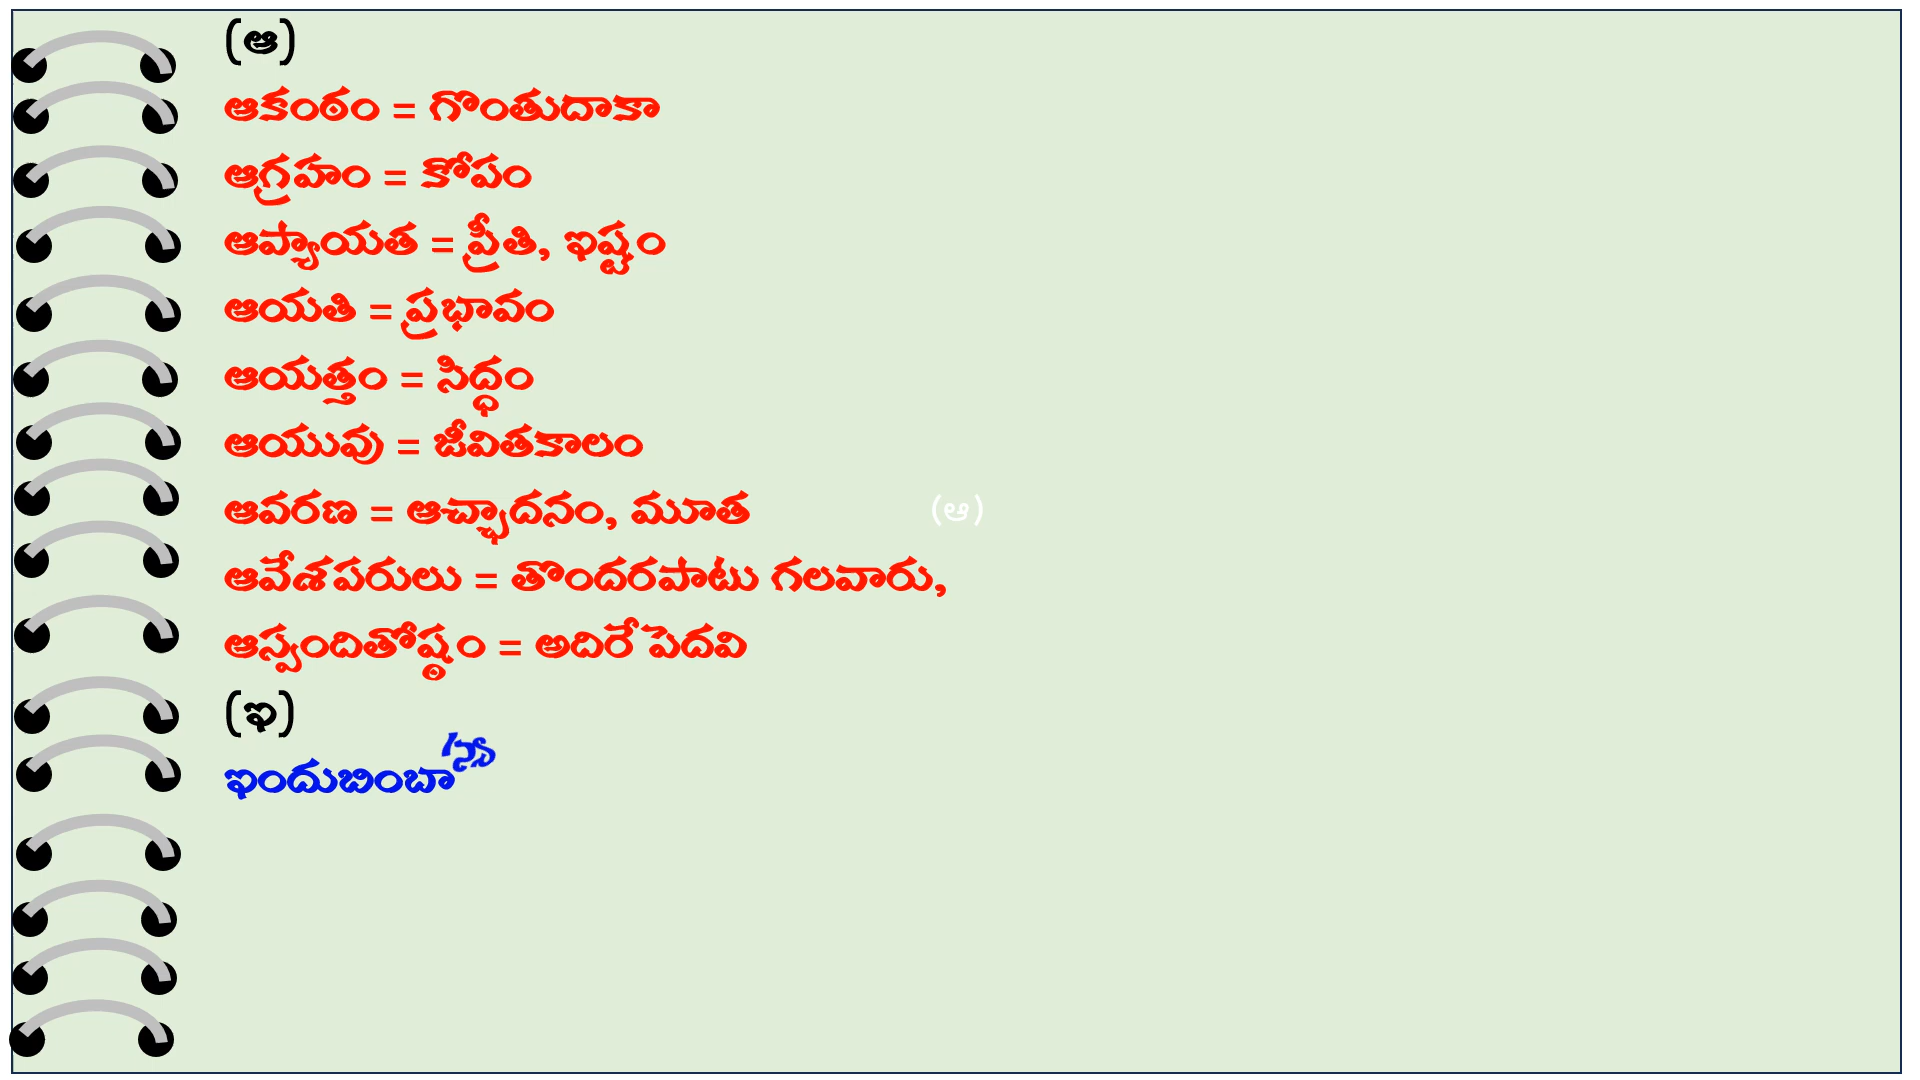 (ఆ)
ఆకంఠం = గొంతుదాకా
ఆగ్రహం = కోపం
ఆప్యాయత = ప్రీతి, ఇష్టం
ఆయతి = ప్రభావం
ఆయత్తం = సిద్ధం
ఆయువు = జీవితకాలం
ఆవరణ = ఆచ్ఛాదనం, మూత
(ఆ)
ఆవేశపరులు = తొందరపాటు గలవారు,
ఆస్వందితోష్ఠం = అదిరే పెదవి
(ఇ)
ఇందుబింబాస్య